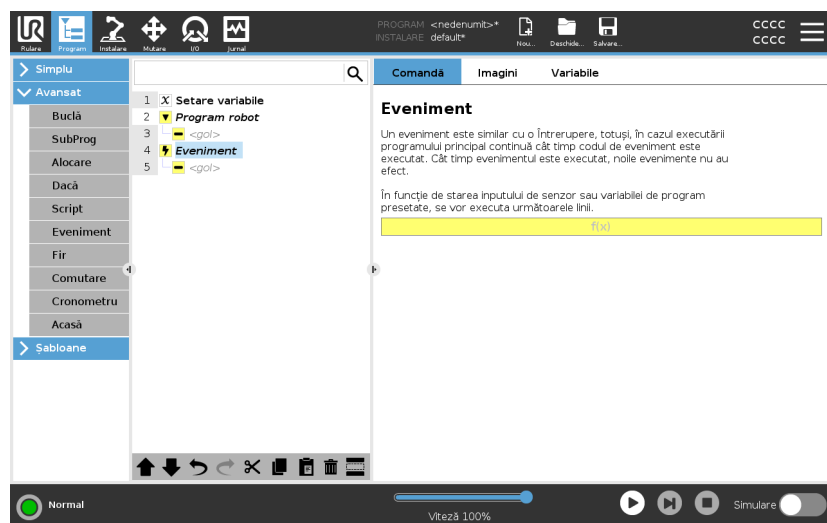 UR
Rulare
Program
Instalare
Mutare
I/O
Jurnal
PROGRAM <nedenumit>*
INSTALARE default*
Nou...
Deschide...
Salvare...
CCCC
CCCC
Simplu
Avansat
Buclă
SubProg
Alocare
Dacă
Script
Eveniment
Fir
Comutare
Cronometru
Acasă
Șabloane
1 X Setare variabile
2 Program robot
3 <gol>
4 Eveniment
5 <gol>
Comandă
Imagini
Variabile
Eveniment
Un eveniment este similar cu o Întrerupere, totuși, în cazul executării
programului principal continuă cât timp codul de eveniment este
executat. Cât timp evenimentul este executat, noile evenimente nu au
efect.
În funcție de starea inputului de senzor sau variabilei de program
presetate, se vor executa următoarele linii.
f(x)
Normal
Viteză 100%
Simulare